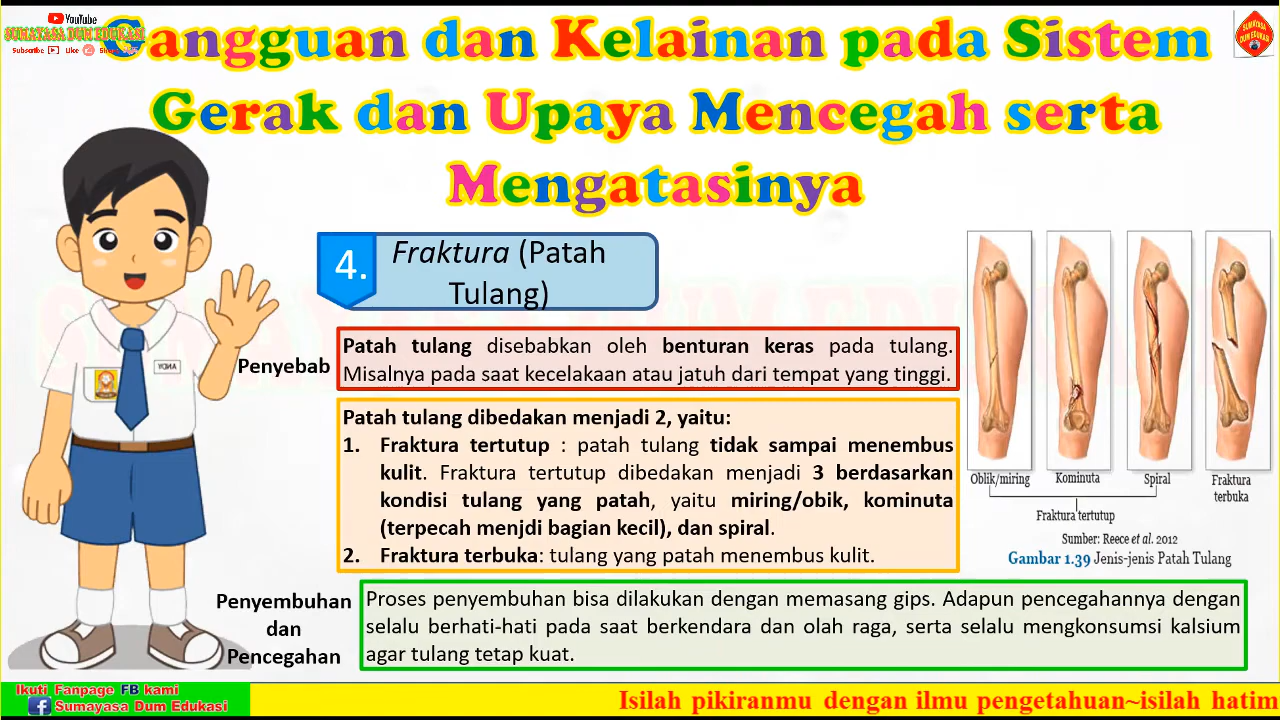 YouTube
SUMAYASA DUM EDUKASI
Subscribe Like Share
Gangguan dan Kelainan pada Sistem
Gerak dan Upaya Mencegah serta
Mengatasinya
SUMAYASA
DUM EDUKASI
4. Fraktura (Patah
Tulang)
Penyebab
Patah tulang disebabkan oleh benturan keras pada tulang.
Misalnya pada saat kecelakaan atau jatuh dari tempat yang tinggi.
ANDY
Patah tulang dibedakan menjadi 2, yaitu:
1. Fraktura tertutup : patah tulang tidak sampai menembus
kulit. Fraktura tertutup dibedakan menjadi 3 berdasarkan
kondisi tulang yang patah, yaitu miring/obik, kominuta
(terpecah menjdi bagian kecil), dan spiral.
2. Fraktura terbuka: tulang yang patah menembus kulit.
Oblik/miring
Kominuta
Spiral
Fraktura
terbuka
Fraktura tertutup
Sumber: Reece et al. 2012
Gambar 1.39 Jenis-jenis Patah Tulang
Penyembuhan
dan
Pencegahan
Proses penyembuhan bisa dilakukan dengan memasang gips. Adapun pencegahannya dengan
selalu berhati-hati pada saat berkendara dan olah raga, serta selalu mengkonsumsi kalsium
agar tulang tetap kuat.
Ikuti Fanpage FB kami
Sumayasa Dum Edukasi
Isilah pikiranmu dengan ilmu pengetahuan~isilah hatim